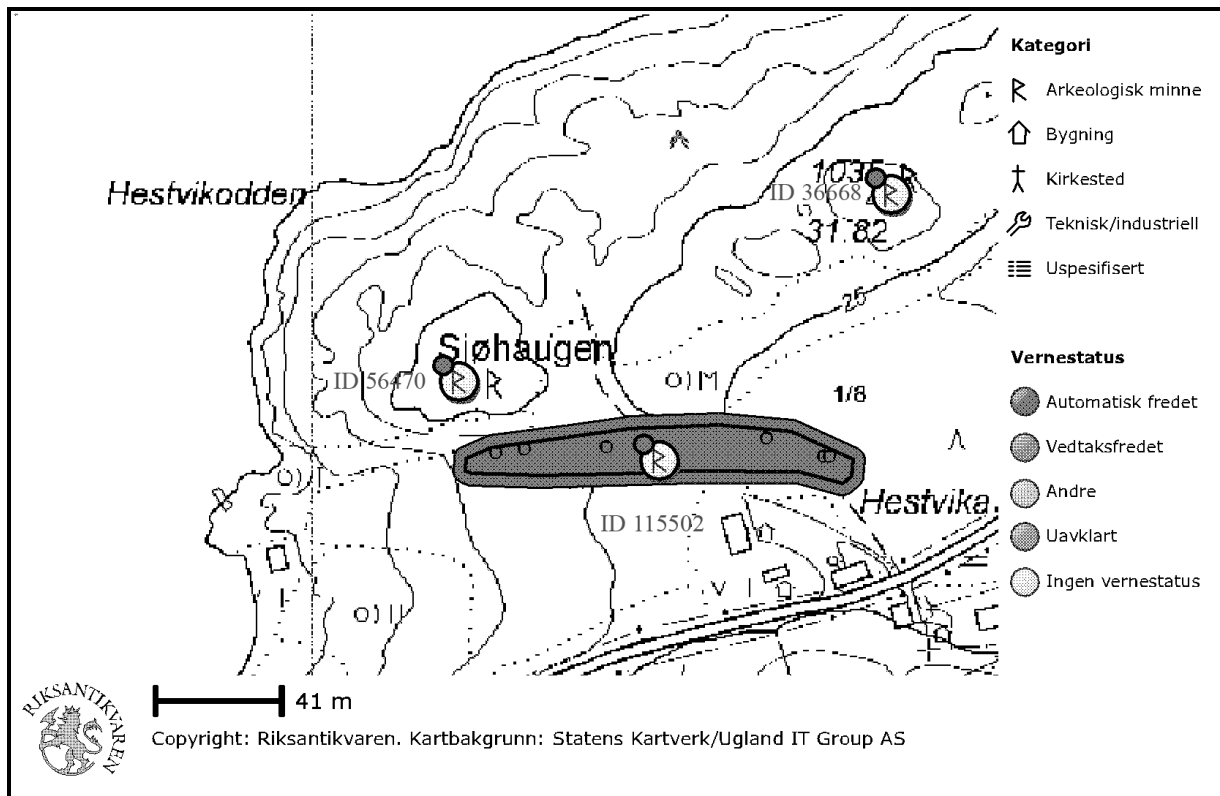 Hestvikodden
1035
ID 36668
31.82
25
Sjøhaugen
ID 56470
1/8
Hestvika
ID 115502
Kategori
Arkeologisk minne
Bygning
Kirkested
Teknisk/industriell
Uspesifisert
Vernestatus
Automatisk fredet
Vedtaksfredet
Andre
Uavklart
Ingen vernestatus
41 m
RIKSANTIKVAREN
Copyright: Riksantikvaren. Kartbakgrunn: Statens Kartverk/Ugland IT Group AS